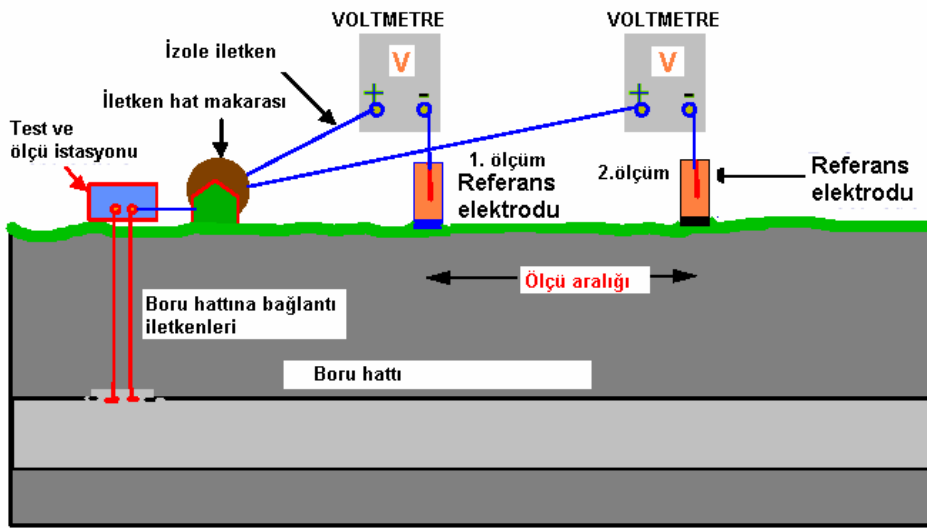 VOLTMETRE
VOLTMETRE
İzole iletken
V
V
+
-
+
-
İletken hat makarası
Test ve
ölçü istasyonu
1. ölçüm
Referans
elektrodu
2.ölçüm
Referans
elektrodu
Ölçü aralığı
Boru hattına bağlantı
iletkenleri
Boru hattı